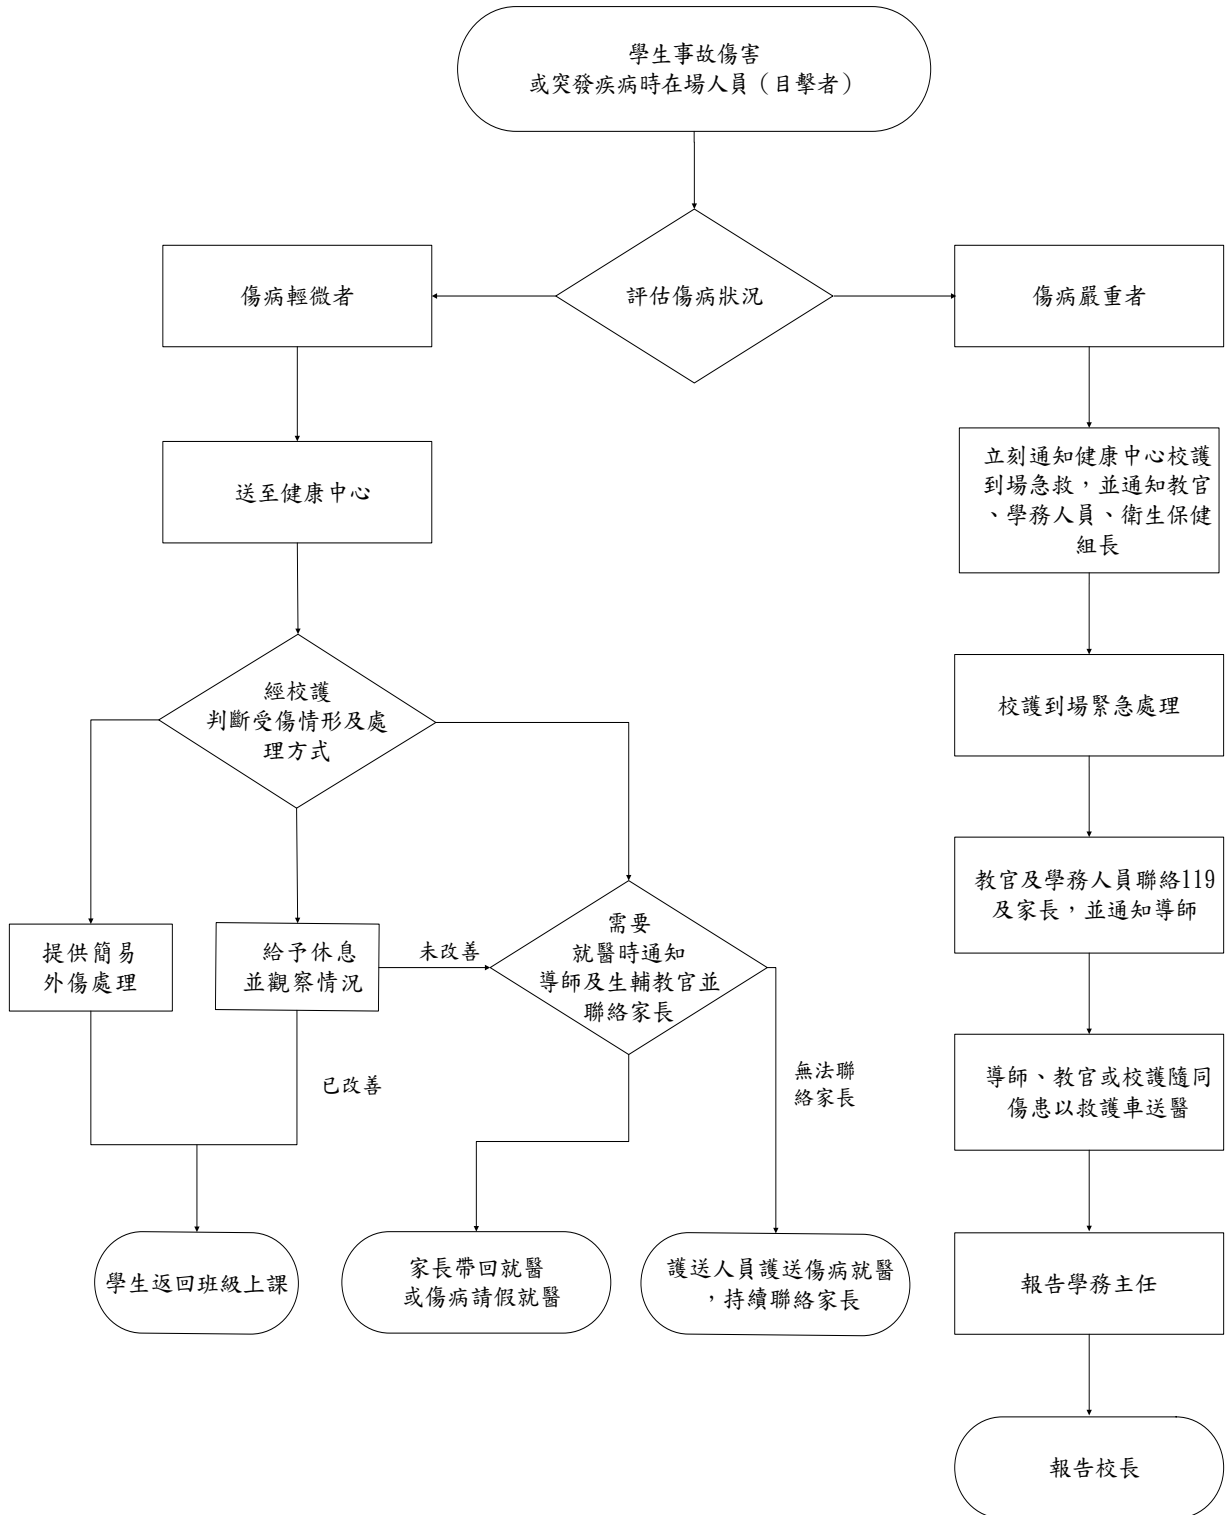 學生事故傷害
或突發疾病時在場人員（目擊者）
傷病輕微者
評估傷病狀況
傷病嚴重者
送至健康中心
立刻通知健康中心校護
到場急救，並通知教官
、學務人員、衛生保健
組長
經校護
判斷受傷情形及處
理方式
校護到場緊急處理
提供簡易
外傷處理
給予休息
並觀察情況
未改善
需要
就醫時通知
導師及生輔教官並
聯絡家長
教官及學務人員聯絡119
及家長，並通知導師
已改善
無法聯
絡家長
導師、教官或校護隨同
傷患以救護車送醫
學生返回班級上課
家長帶回就醫
或傷病請假就醫
護送人員護送傷病就醫
，持續聯絡家長
報告學務主任
報告校長